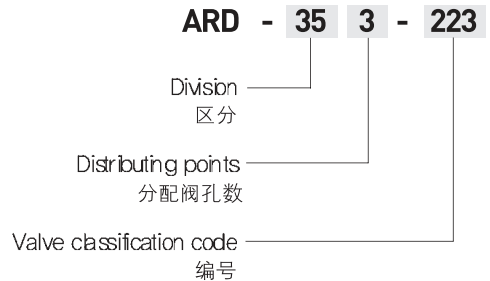 ARD - 35 3 - 223
Division
区分
Distributing points
分配阀孔数
Valve classification code
编号